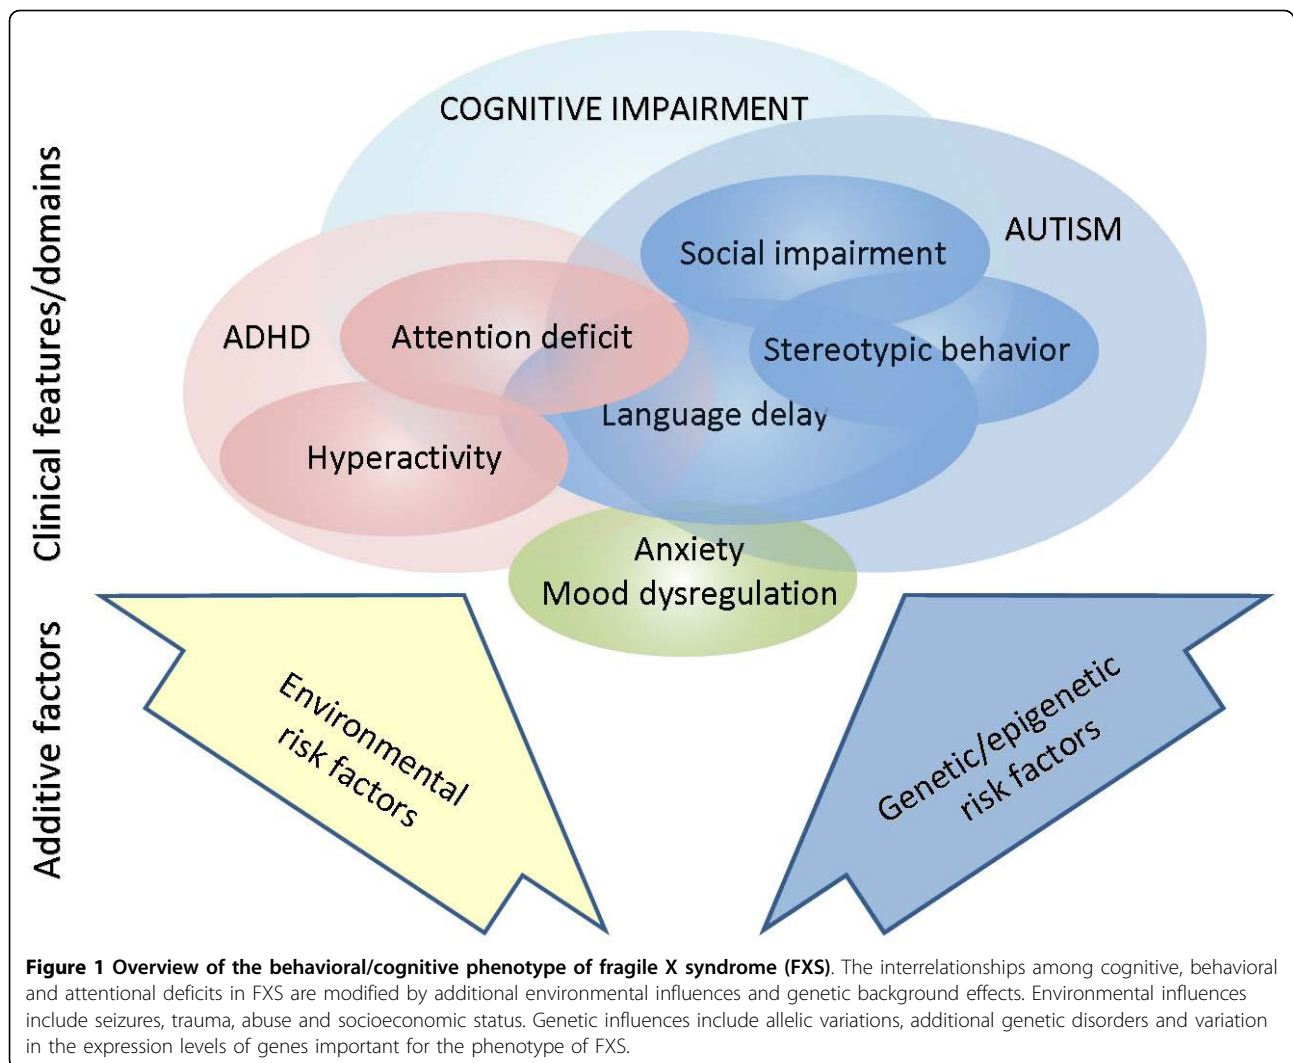 Clinical features/domains
COGNITIVE IMPAIRMENT
AUTISM
Social impairment
ADHD
Attention deficit
Stereotypic behavior
Language delay
Hyperactivity
Anxiety
Mood dysregulation
Additive factors
Environmental
risk factors
Genetic/epigenetic
risk factors
Figure 1 Overview of the behavioral/cognitive phenotype of fragile X syndrome (FXS). The interrelationships among cognitive, behavioral
and attentional deficits in FXS are modified by additional environmental influences and genetic background effects. Environmental influences
include seizures, trauma, abuse and socioeconomic status. Genetic influences include allelic variations, additional genetic disorders and variation
in the expression levels of genes important for the phenotype of FXS.